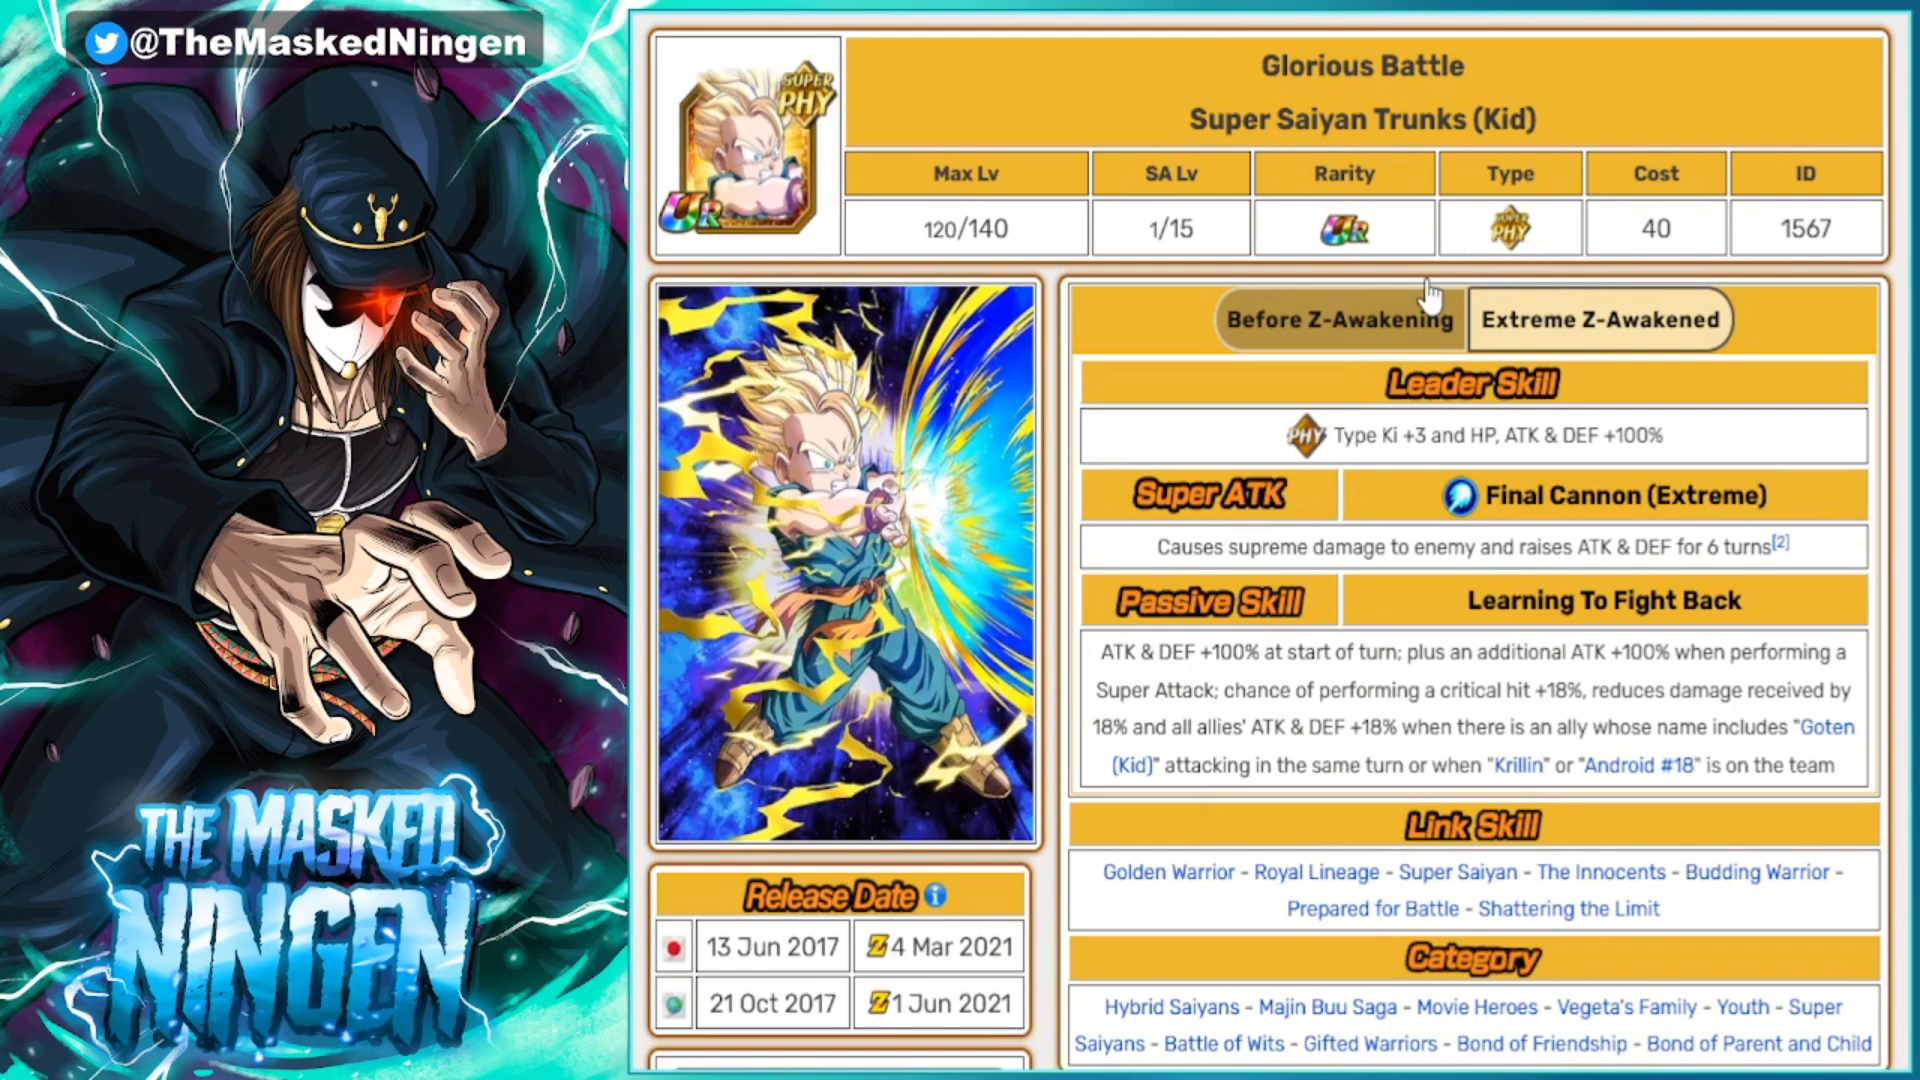 @TheMaskedNingen
THE MASKED
NINGEN
SUPER
PHY
UR
Glorious Battle
Super Saiyan Trunks (Kid)
Max Lv
SA Lv
Rarity
Type
Cost
ID
120/140
1/15
UR
SUPER
PHY
40
1567
Before Z-Awakening
Extreme Z-Awakened
Leader Skill
PHY Type Ki +3 and HP, ATK & DEF +100%
Super ATK
Final Cannon (Extreme)
Causes supreme damage to enemy and raises ATK & DEF for 6 turns[2]
Passive Skill
Learning To Fight Back
ATK & DEF +100% at start of turn; plus an additional ATK +100% when performing a
Super Attack; chance of performing a critical hit +18%, reduces damage received by
18% and all allies' ATK & DEF +18% when there is an ally whose name includes "Goten
(Kid)" attacking in the same turn or when "Krillin" or "Android #18" is on the team
Link Skill
Golden Warrior - Royal Lineage - Super Saiyan - The Innocents - Budding Warrior -
Prepared for Battle - Shattering the Limit
Category
Hybrid Saiyans - Majin Buu Saga - Movie Heroes - Vegeta's Family - Youth - Super
Saiyans - Battle of Wits - Gifted Warriors - Bond of Friendship - Bond of Parent and Child
Release Date i
13 Jun 2017
Z 4 Mar 2021
21 Oct 2017
Z 1 Jun 2021